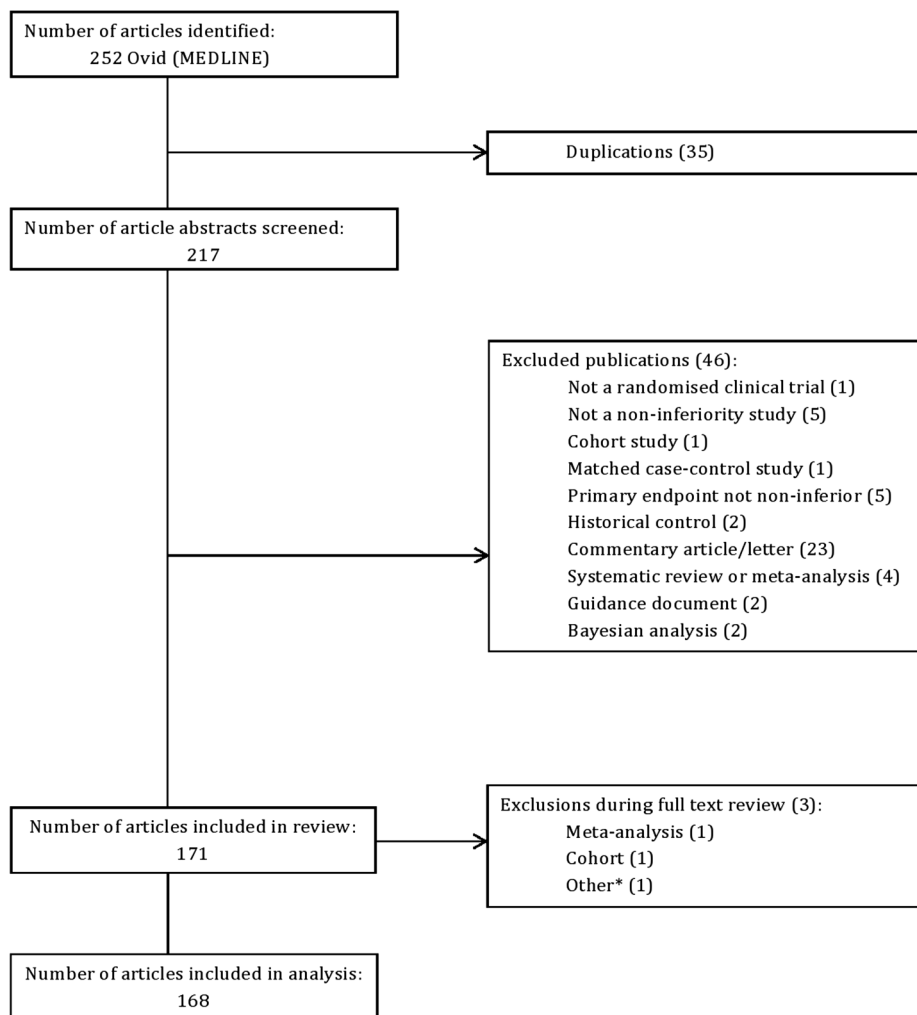 Number of articles identified:
252 Ovid (MEDLINE)
Duplications (35)
Number of article abstracts screened:
217
Excluded publications (46):
Not a randomised clinical trial (1)
Not a non-inferiority study (5)
Cohort study (1)
Matched case-control study (1)
Primary endpoint not non-inferior (5)
Historical control (2)
Commentary article/letter (23)
Systematic review or meta-analysis (4)
Guidance document (2)
Bayesian analysis (2)
Number of articles included in review:
171
Exclusions during full text review (3):
Meta-analysis (1)
Cohort (1)
Other* (1)
Number of articles included in analysis:
168